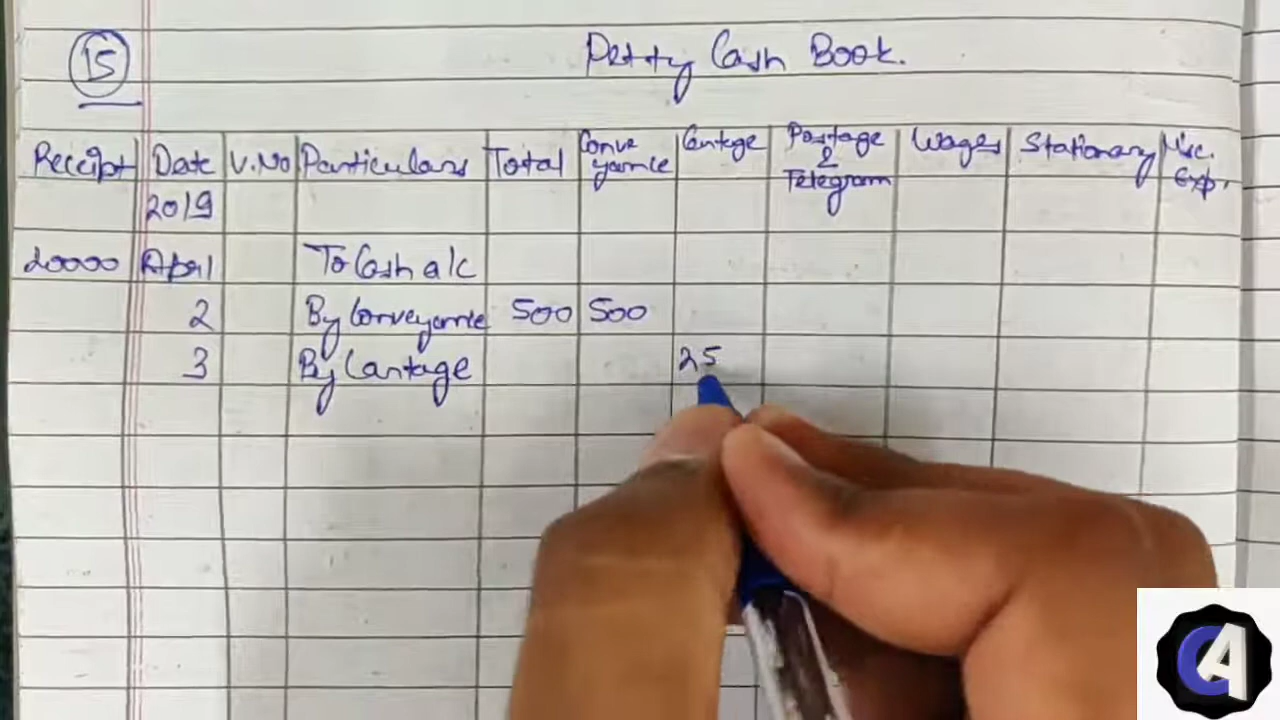 15 Petty Cash Book.
Receipt Date V.No Particulars Total Conveyance Cartage Postage & Telegram Wages Stationary Misc. Exp.
2019
20000 April To Cash a/c
2 By Conveyance 500 500
3 By Cartage 25
CA